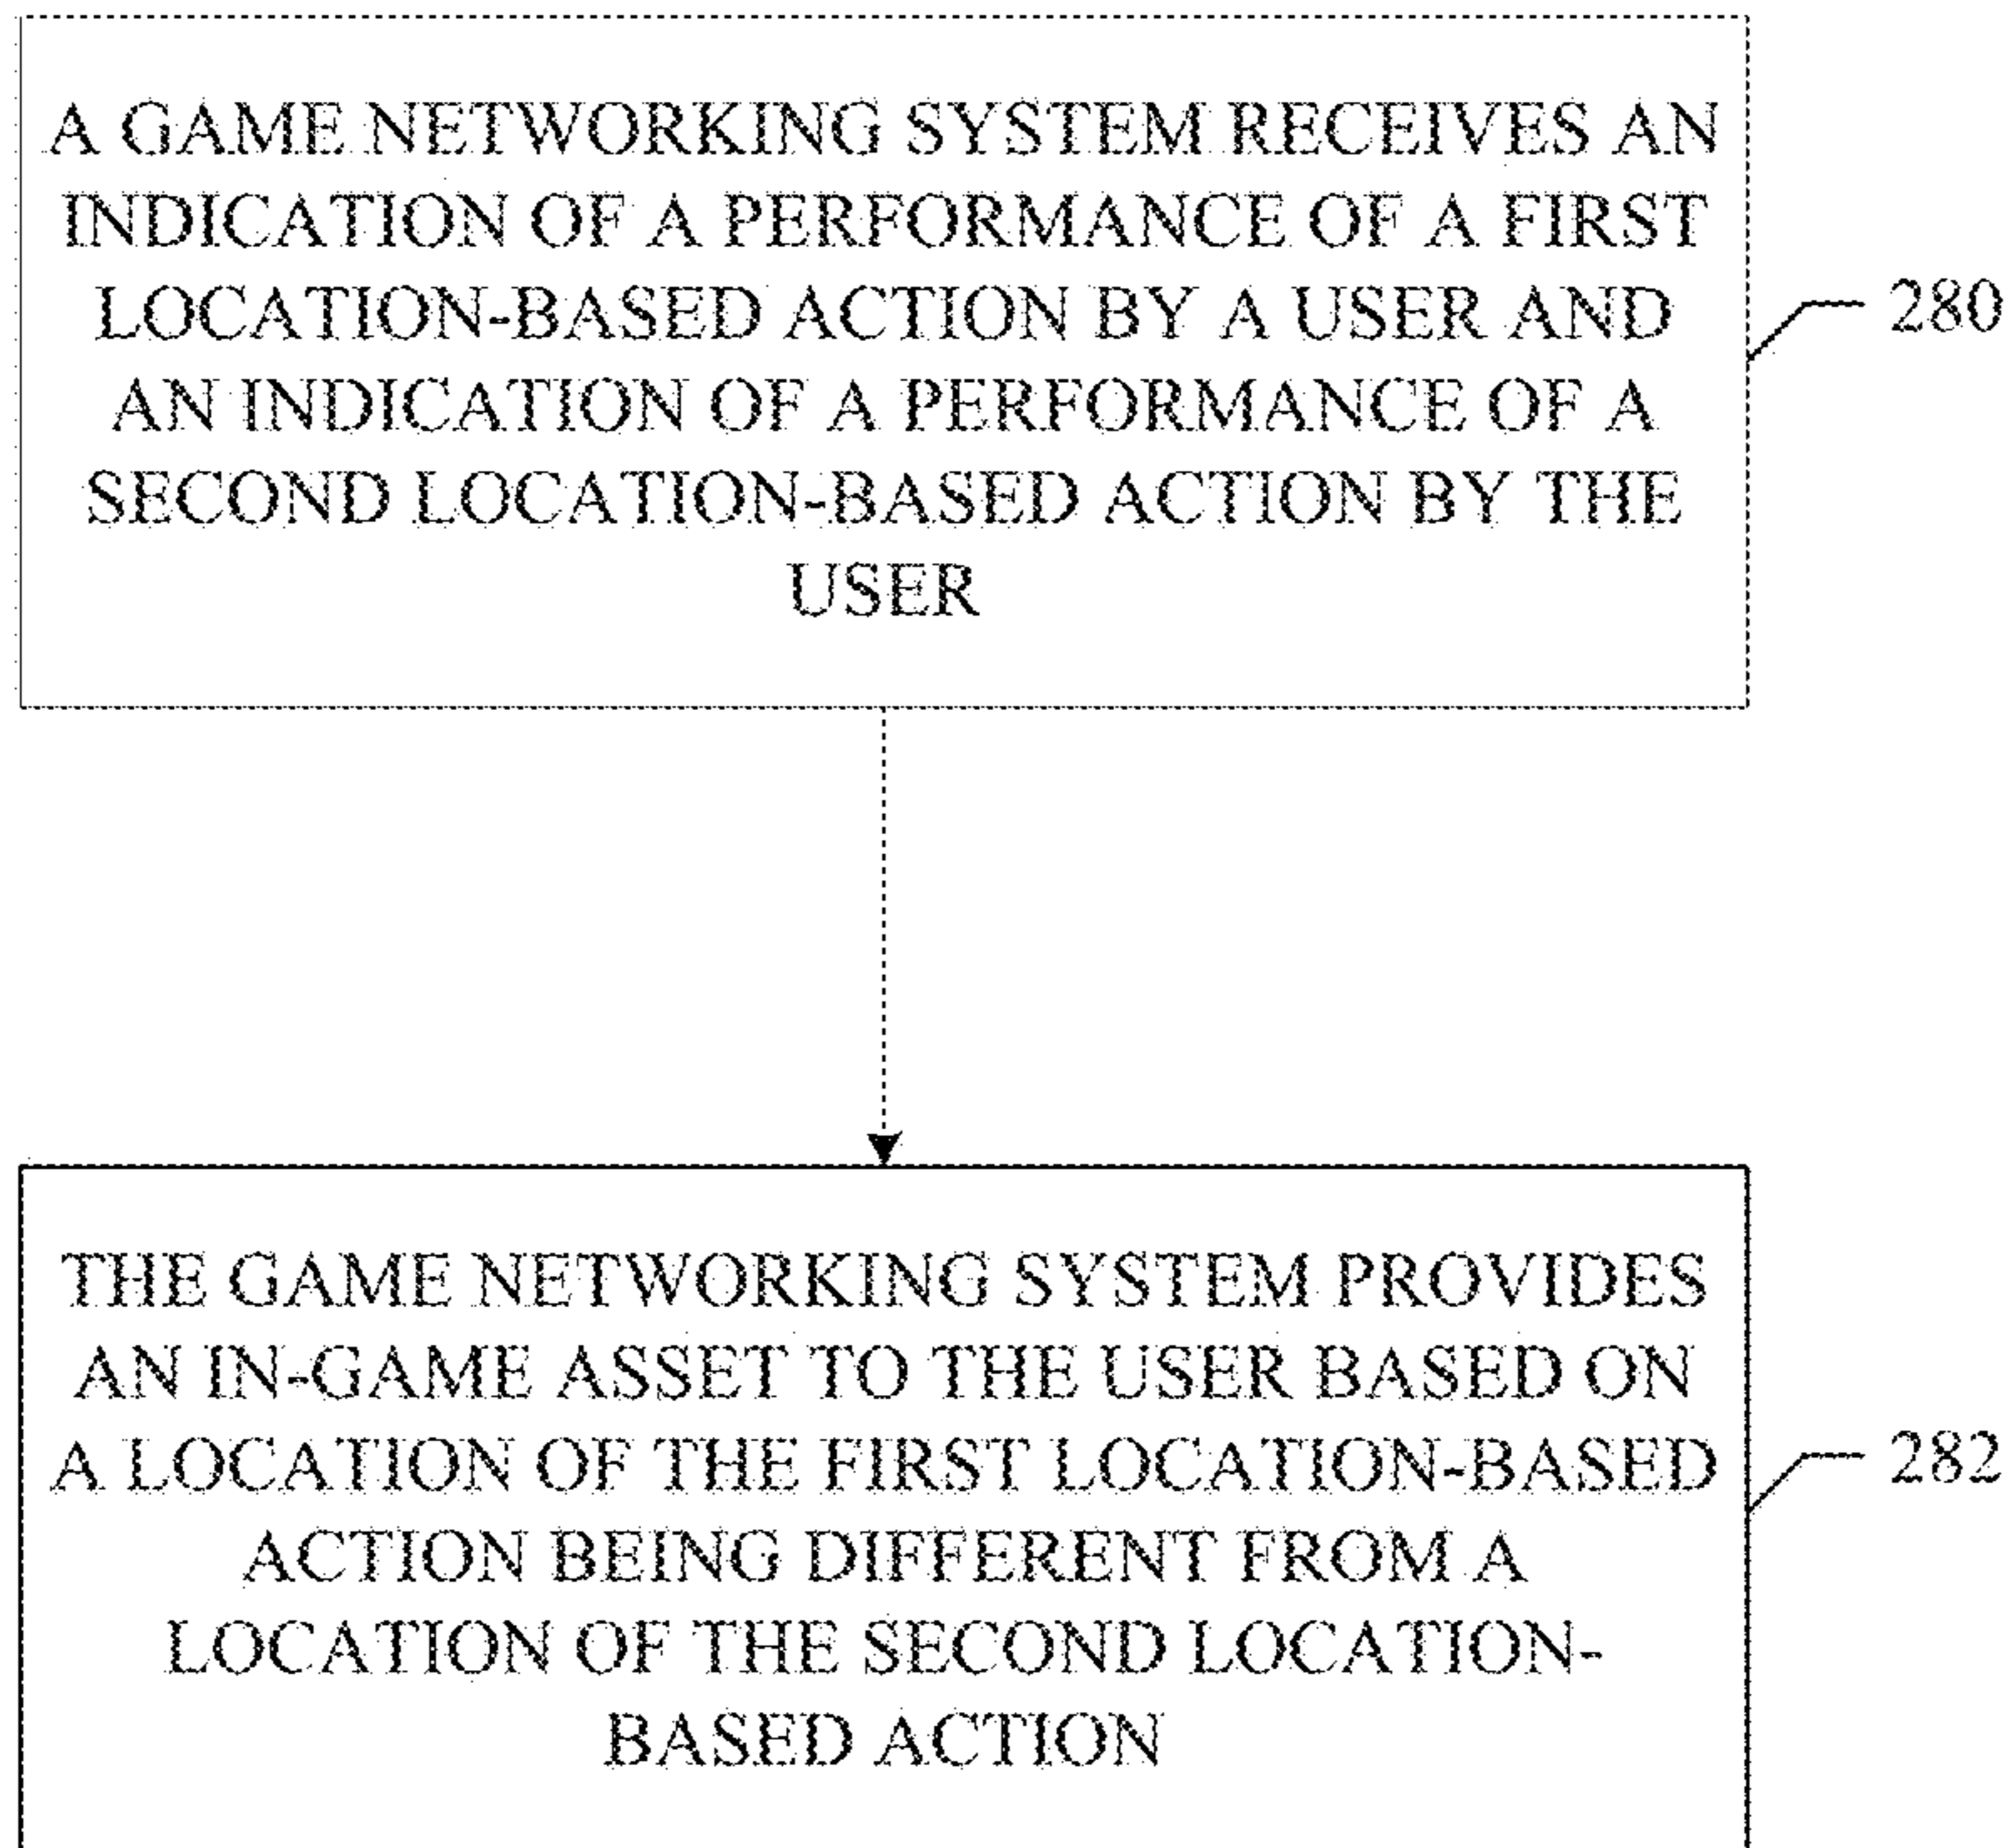 A GAME NETWORKING SYSTEM RECEIVES AN
INDICATION OF A PERFORMANCE OF A FIRST
LOCATION-BASED ACTION BY A USER AND
AN INDICATION OF A PERFORMANCE OF A
SECOND LOCATION-BASED ACTION BY THE
USER
280
THE GAME NETWORKING SYSTEM PROVIDES
AN IN-GAME ASSET TO THE USER BASED ON
A LOCATION OF THE FIRST LOCATION-BASED
ACTION BEING DIFFERENT FROM A
LOCATION OF THE SECOND LOCATION-
BASED ACTION
282